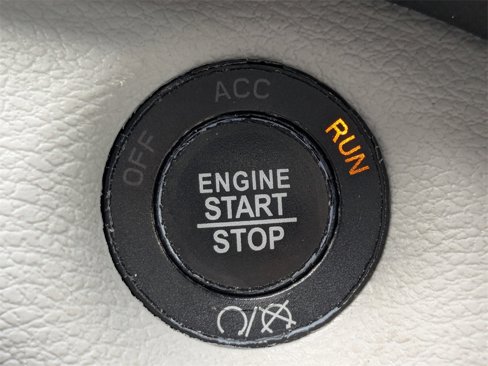 ACC
OFF
RUN
ENGINE
START
STOP